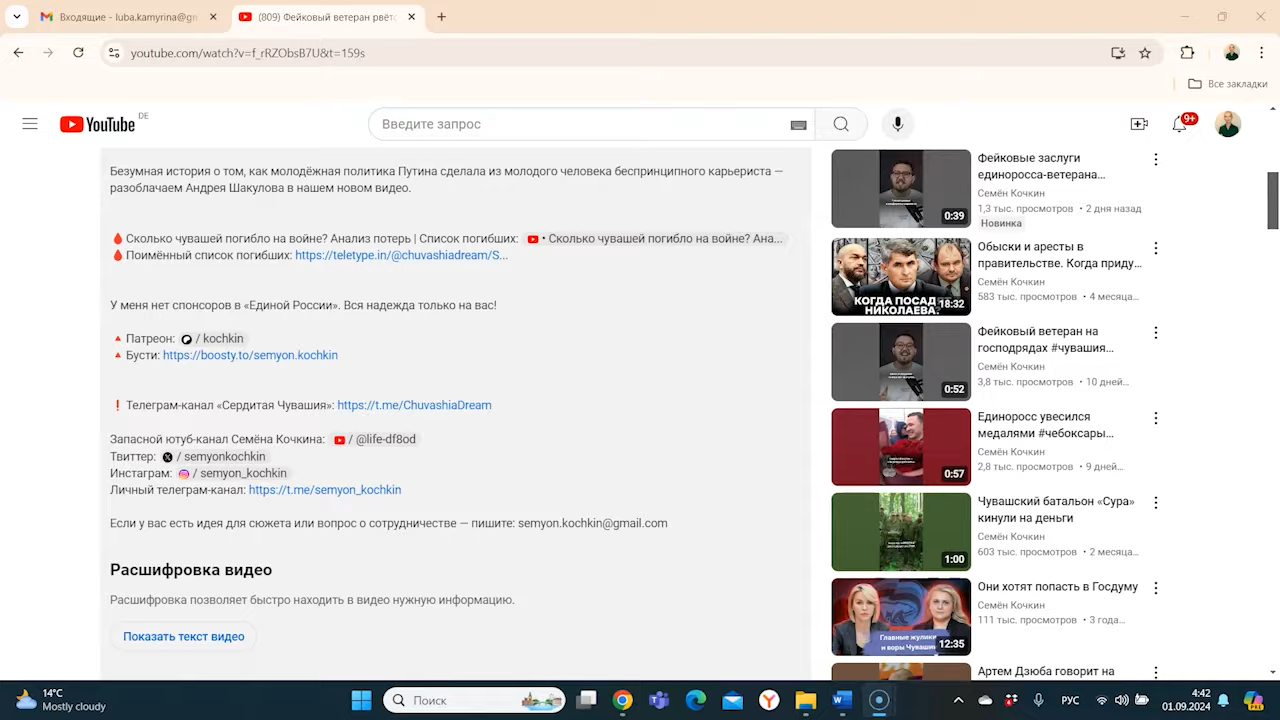 Входящие - luba.kamyrina@gm
(809) Фейковый ветеран рвётс
youtube.com/watch?v=f_rRZObsB7U&t=159s
Все закладки
YouTube DE
Введите запрос
9+
Безумная история о том, как молодёжная политика Путина сделала из молодого человека беспринципного карьериста —
разоблачаем Андрея Шакулова в нашем новом видео.
🩸 Сколько чувашей погибло на войне? Анализ потерь | Список погибших: • Сколько чувашей погибло на войне? Ана...
🩸 Поимённый список погибших: https://teletype.in/@chuvashiadream/S...
У меня нет спонсоров в «Единой России». Вся надежда только на вас!
🔺 Патреон: / kochkin
🔺 Бусти: https://boosty.to/semyon.kochkin
❗ Телеграм-канал «Сердитая Чувашия»: https://t.me/ChuvashiaDream
Запасной ютуб-канал Семёна Кочкина: / @life-df8od
Твиттер: / semyonkochkin
Инстаграм: / semyon_kochkin
Личный телеграм-канал: https://t.me/semyon_kochkin
Если у вас есть идея для сюжета или вопрос о сотрудничестве — пишите: semyon.kochkin@gmail.com
Расшифровка видео
Расшифровка позволяет быстро находить в видео нужную информацию.
Показать текст видео
0:39
Фейковые заслуги
единоросса-ветерана...
Семён Кочкин
1,3 тыс. просмотров • 2 дня назад
Новинка
КОГДА ПОСАД
НИКОЛАЕВА.
18:32
Обыски и аресты в
правительстве. Когда приду...
Семён Кочкин
583 тыс. просмотров • 4 месяца...
0:52
Фейковый ветеран на
господрядах #чувашия...
Семён Кочкин
3,8 тыс. просмотров • 10 дней...
0:57
Единоросс увесился
медалями #чебоксары...
Семён Кочкин
2,8 тыс. просмотров • 9 дней...
1:00
Чувашский батальон «Сура»
кинули на деньги
Семён Кочкин
603 тыс. просмотров • 2 месяца...
Главные жулики
и воры Чуваши
12:35
Они хотят попасть в Госдуму
Семён Кочкин
111 тыс. просмотров • 3 года...
Артем Дзюба говорит на
14°C
Mostly cloudy
Поиск
РУС
4:42
01.09.2024